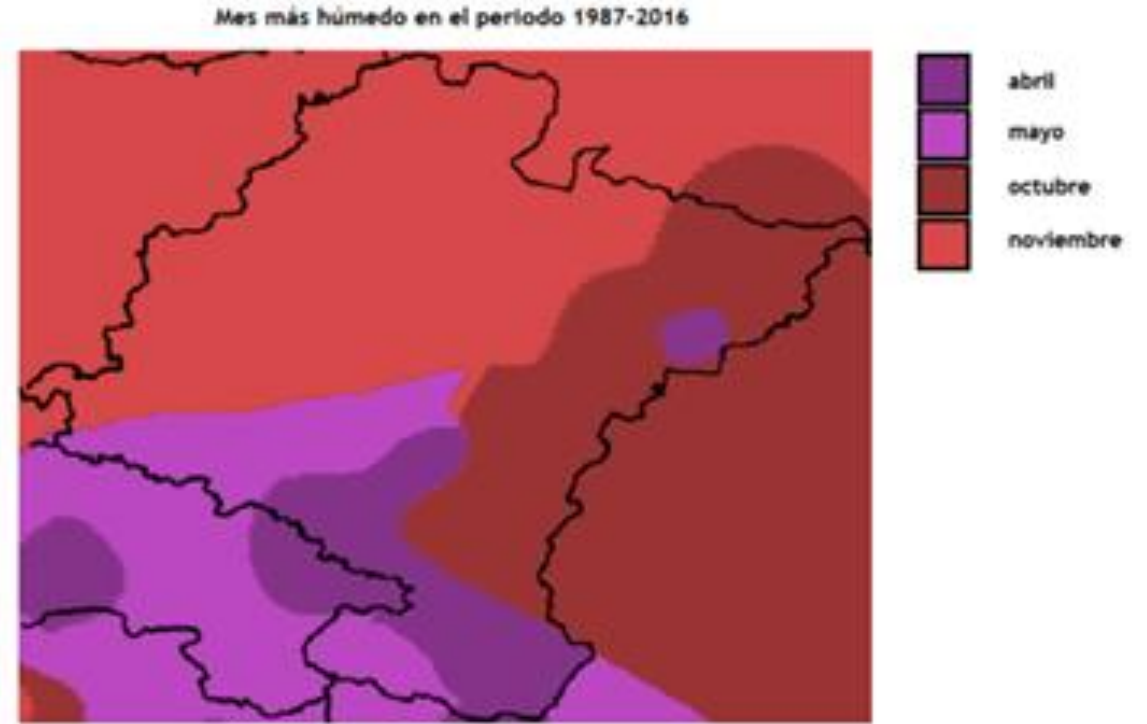 Mes más húmedo en el periodo 1987-2016
abril
mayo
octubre
noviembre